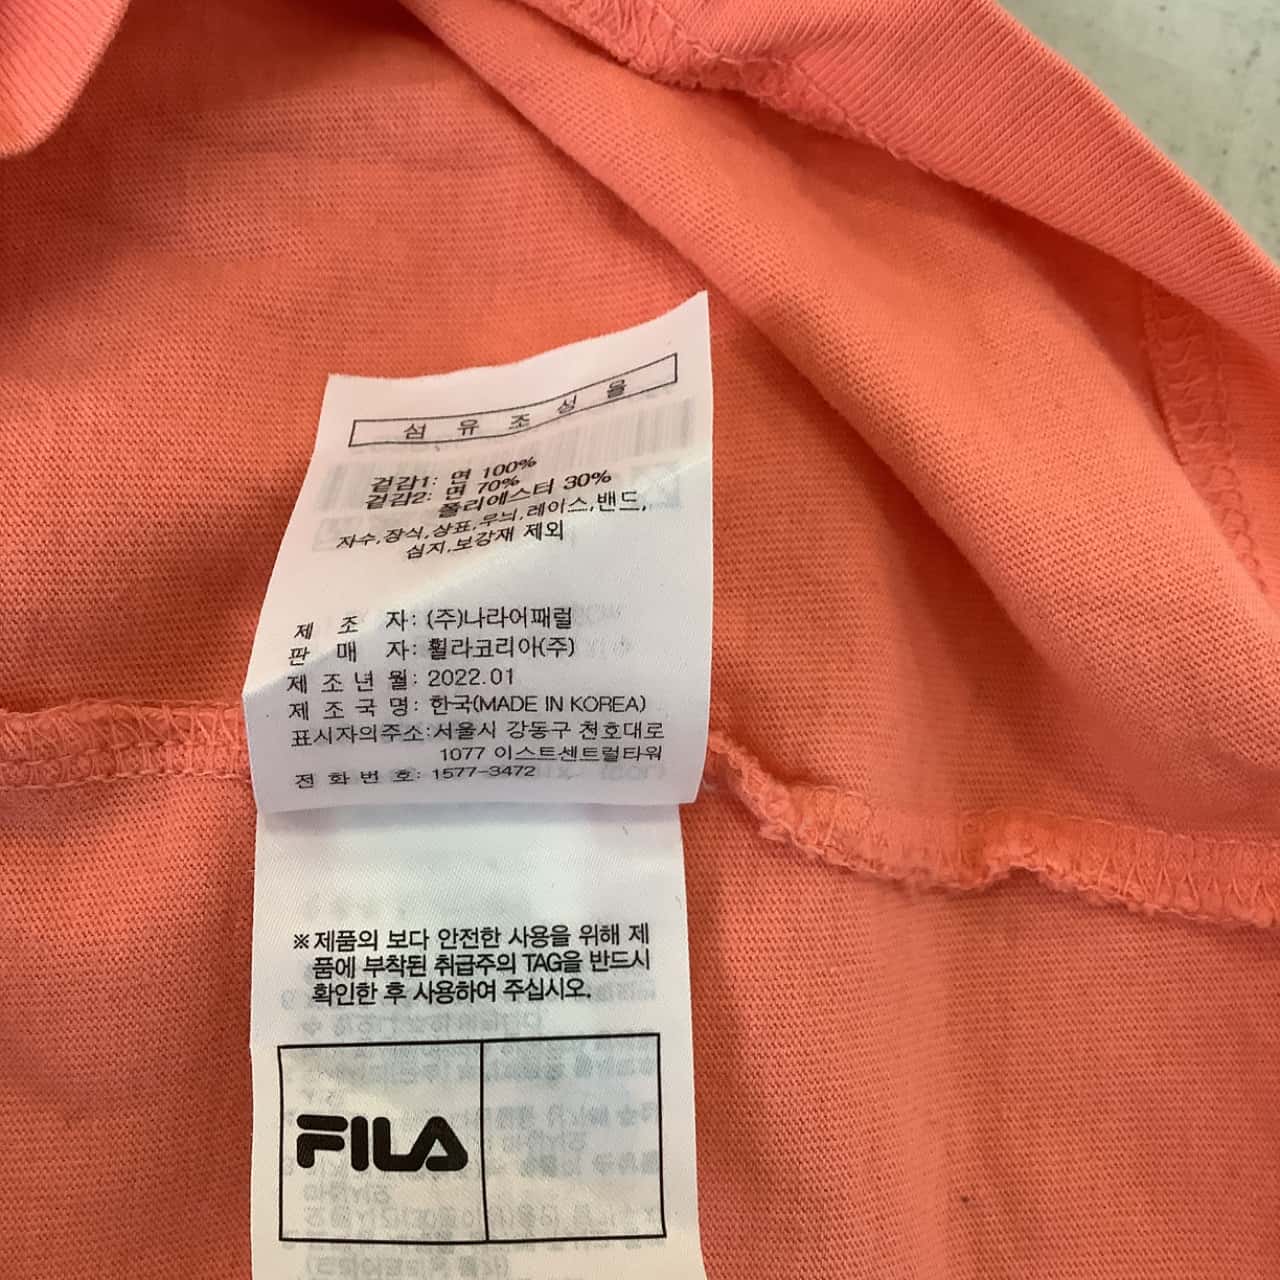 섬 유 조 성 율
겉감1: 면 100%
겉감2: 면 70%
폴리에스터 30%
자수,장식,상표,무늬,레이스,밴드,
심지,보강재 제외
제 조 자: (주)나라어패럴
판 매 자: 휠라코리아(주)
제 조 년 월: 2022.01
제 조 국 명: 한국(MADE IN KOREA)
표시자의주소:서울시 강동구 천호대로
1077 이스트센트럴타워
전 화 번 호: 1577-3472
※제품의 보다 안전한 사용을 위해 제
품에 부착된 취급주의 TAG을 반드시
확인한 후 사용하여 주십시오.
FILA